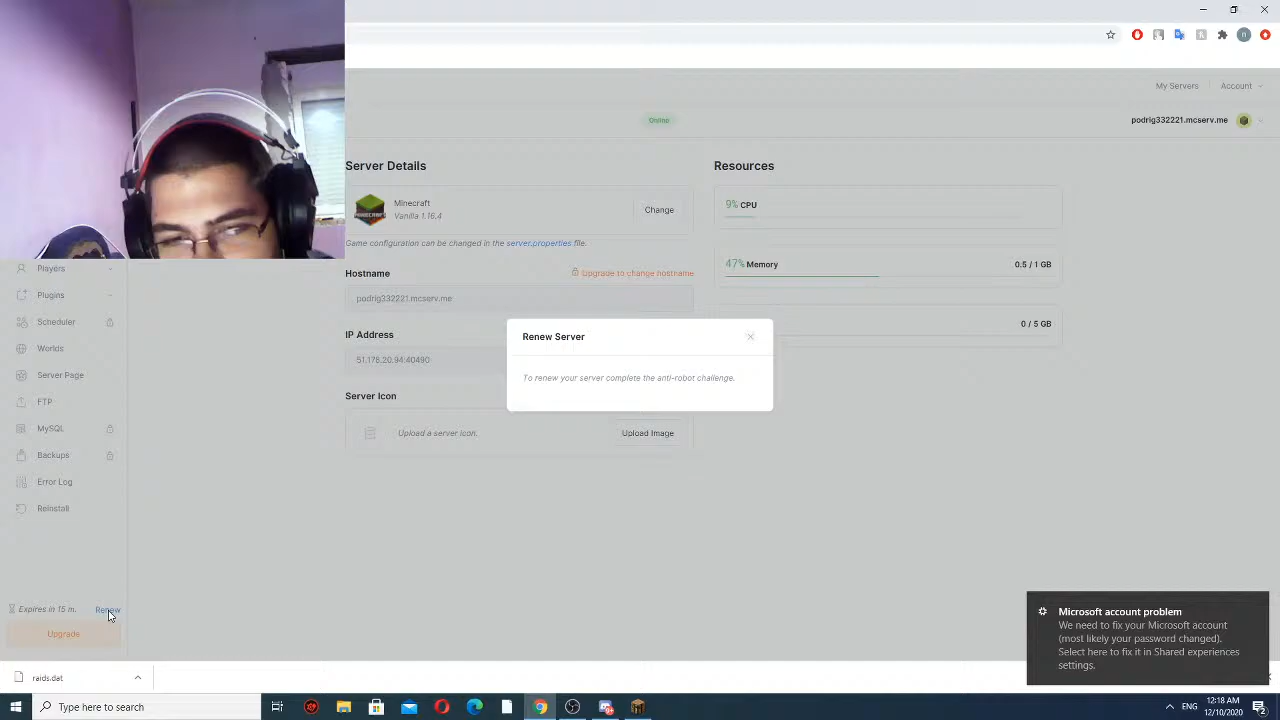 My Servers
Account
Online
podrig332221.mcserv.me
Server Details
Resources
Minecraft
Vanilla 1.16.4
Change
9% CPU
Game configuration can be changed in the server.properties file.
47% Memory
0.5 / 1 GB
Players
Hostname
Upgrade to change hostname
Plugins
podrig332221.mcserv.me
Scheduler
0 / 5 GB
IP Address
Renew Server
Worlds
51.178.20.94:40490
Server Page
To renew your server complete the anti-robot challenge.
Server Icon
FTP
MySQL
Upload a server icon.
Upload Image
Backups
Error Log
Reinstall
Expires in 15 m.
Renew
Upgrade
Microsoft account problem
We need to fix your Microsoft account
(most likely your password changed).
Select here to fix it in Shared experiences
settings.
raids.dat
Type here to search
ENG
12:18 AM
12/10/2020